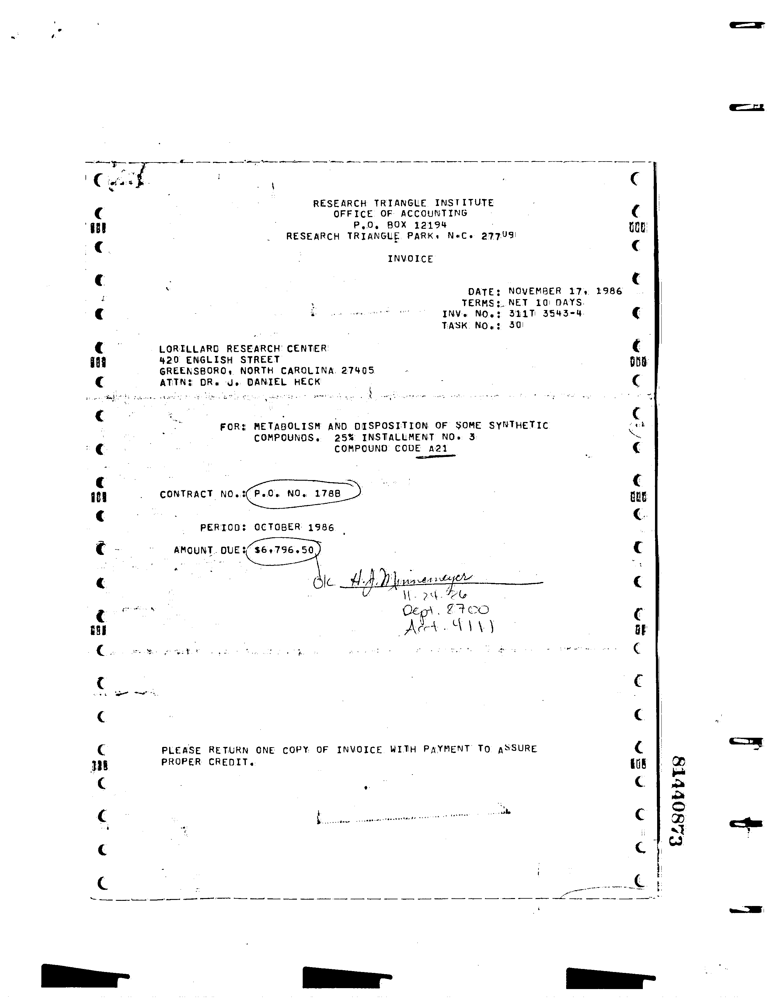 RESEARCH TRIANGLE INSTITUTE
OFFICE OF ACCOUNTING
P.O. BOX 12194
RESEARCH TRIANGLE PARK, N.C. 27709
INVOICE
DATE: NOVEMBER 17, 1986
TERMS: NET 10 DAYS
INV. NO.: 311T 3543-4
TASK NO.: 30
LORILLARD RESEARCH CENTER
420 ENGLISH STREET
GREENSBORO, NORTH CAROLINA 27405
ATTN: DR. J. DANIEL HECK
FOR: METABOLISM AND DISPOSITION OF SOME SYNTHETIC
COMPOUNDS. 25% INSTALLMENT NO. 3
COMPOUND CODE A21
CONTRACT NO.: P.O. NO. 178B
PERIOD: OCTOBER 1986
AMOUNT DUE: $6,796.50
OK H.J. Minnemeyer
11.24.86
Dept. 8700
Acct. 4111
PLEASE RETURN ONE COPY OF INVOICE WITH PAYMENT TO ASSURE
PROPER CREDIT.
81440873